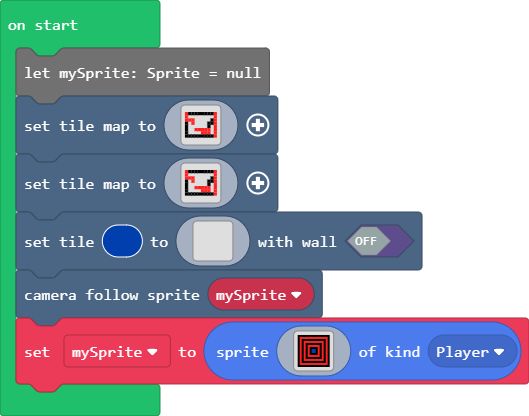 on start
let mySprite: Sprite = null
set tile map to
set tile map to
set tile to with wall OFF
camera follow sprite mySprite
set mySprite to sprite of kind Player